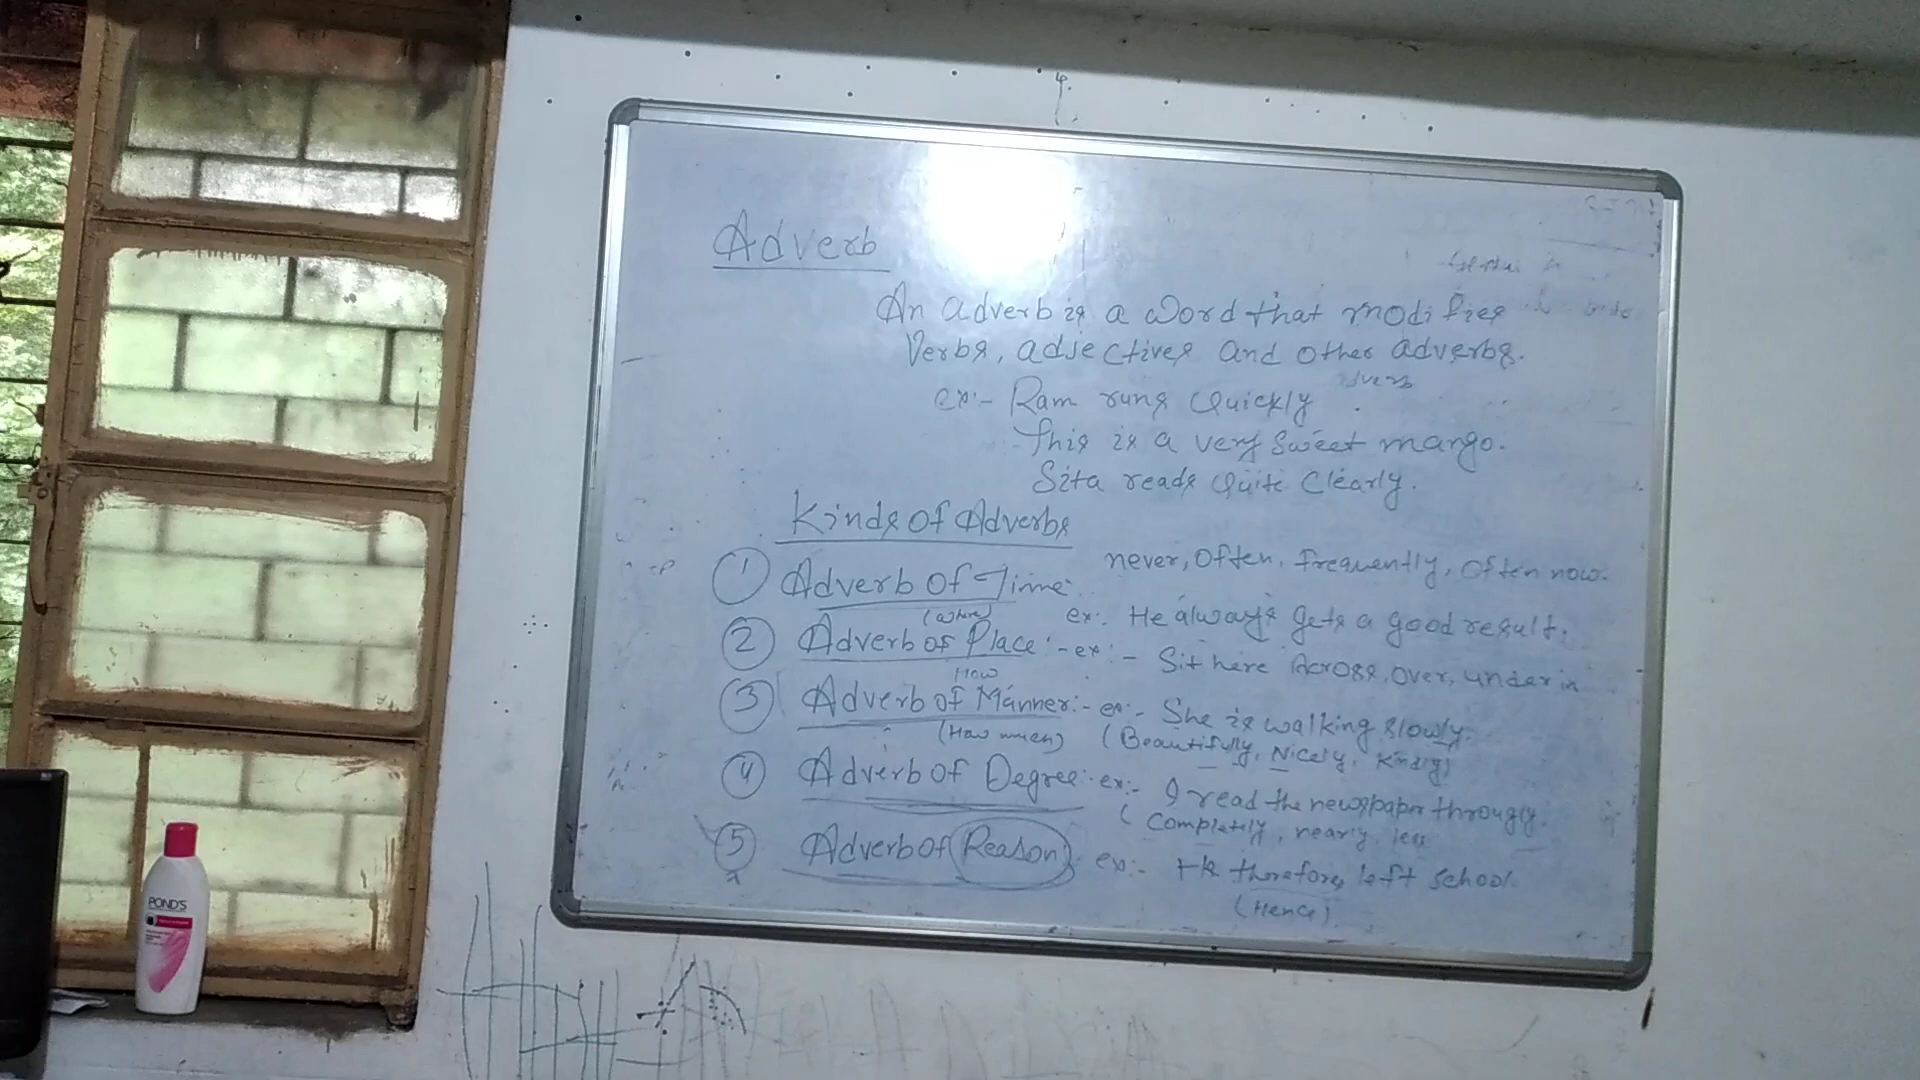 Adverb
An adverb is a word that modifies
Verbs, adjectives and other adverbs.
adverb
ex:- Ram runs quickly
This is a very sweet mango.
Sita reads quite clearly.
Kinds of Adverbs
1 Adverb of Time: never, often, frequently, often now.
ex: He always gets a good result.
(where)
2 Adverb of Place:- ex:- Sit here Across, over, under in
How
3 Adverb of Manner:- ex:- She is walking slowly.
(How much) (Beautifully, Nicely, Kindly)
4 Adverb of Degree: ex:- I read the newspaper througly.
(Completely, nearly, less
5 Adverb of Reason: ex:- therefore, left school.
(Hence)
POND'S